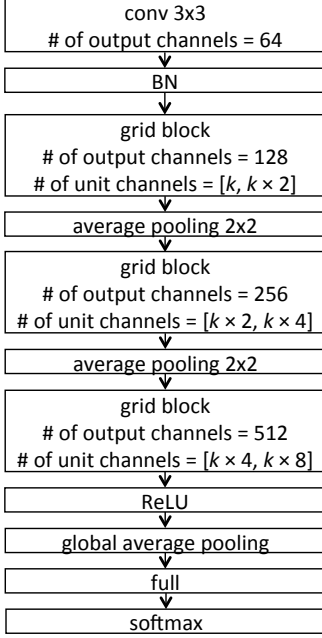 conv 3x3
# of output channels = 64
BN
grid block
# of output channels = 128
# of unit channels = [k, k × 2]
average pooling 2x2
grid block
# of output channels = 256
# of unit channels = [k × 2, k × 4]
average pooling 2x2
grid block
# of output channels = 512
# of unit channels = [k × 4, k × 8]
ReLU
global average pooling
full
softmax